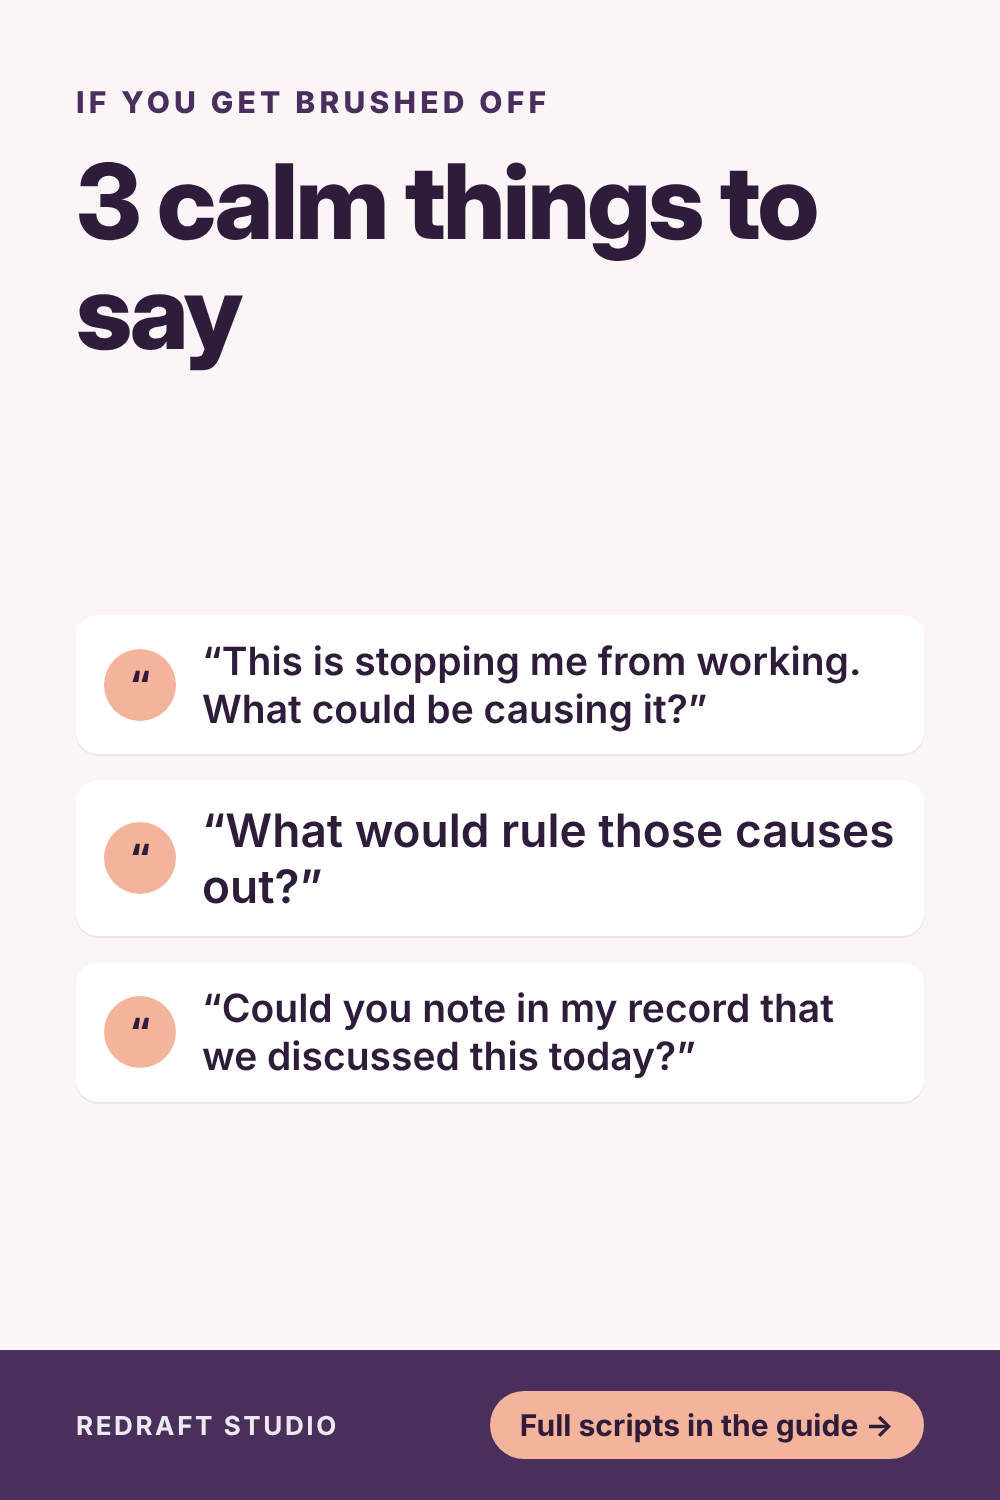 IF YOU GET BRUSHED OFF
3 calm things to
say
“
“This is stopping me from working.
What could be causing it?”
“
“What would rule those causes
out?”
“
“Could you note in my record that
we discussed this today?”
REDRAFT STUDIO
Full scripts in the guide →